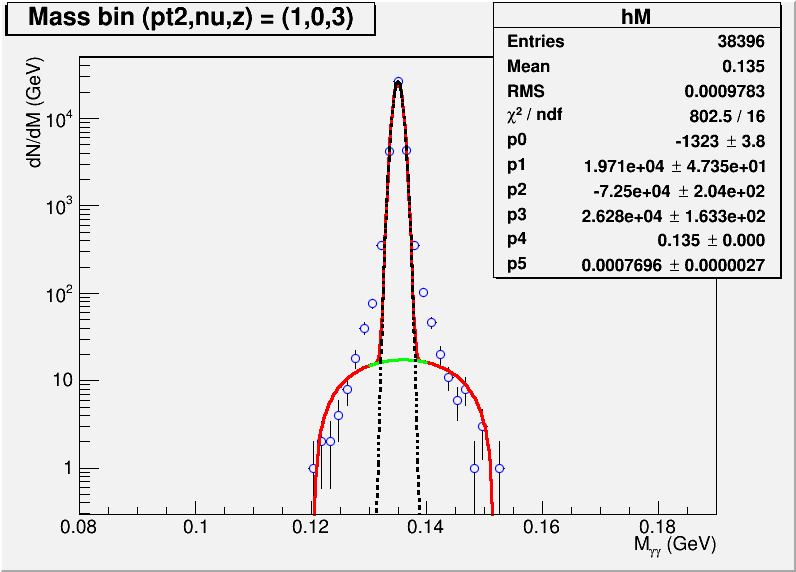 Mass bin (pt2,nu,z) = (1,0,3)
hM
Entries 38396
Mean 0.135
RMS 0.0009783
χ² / ndf 802.5 / 16
p0 -1323 ± 3.8
p1 1.971e+04 ± 4.735e+01
p2 -7.25e+04 ± 2.04e+02
p3 2.628e+04 ± 1.633e+02
p4 0.135 ± 0.000
p5 0.0007696 ± 0.0000027
dN/dM (GeV)
10⁴
10³
10²
10
1
0.08 0.1 0.12 0.14 0.16 0.18
Mγγ (GeV)